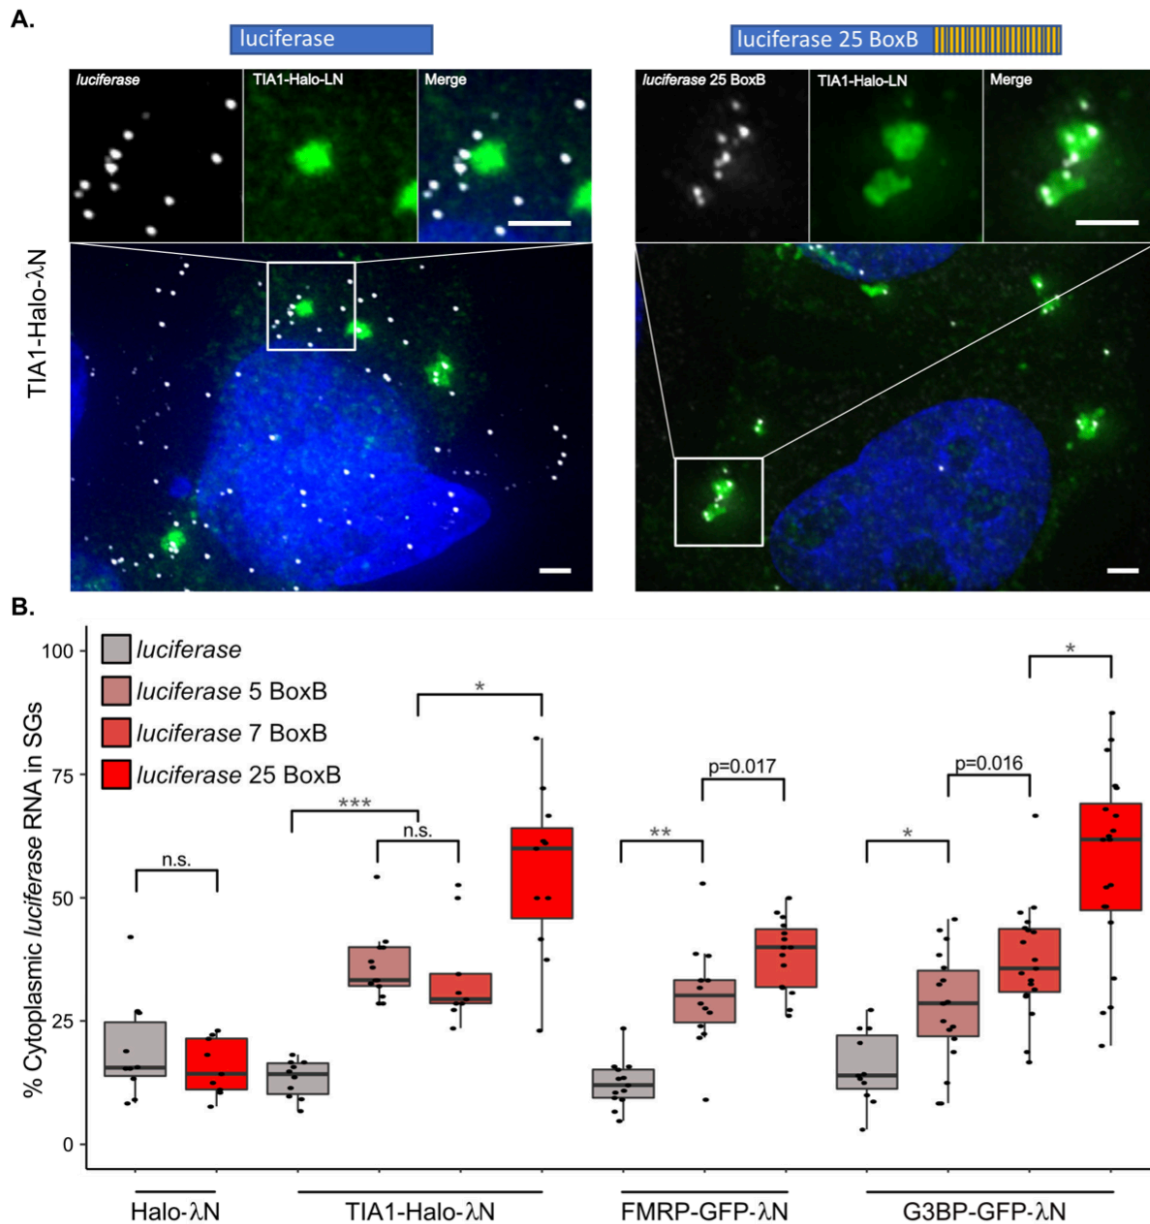 A.
luciferase
luciferase 25 BoxB
luciferase
TIA1-Halo-LN
Merge
luciferase 25 BoxB
TIA1-Halo-LN
Merge
TIA1-Halo-λN
B.
% Cytoplasmic luciferase RNA in SGs
100
75
50
25
0
luciferase
luciferase 5 BoxB
luciferase 7 BoxB
luciferase 25 BoxB
n.s.
***
n.s.
*
**
p=0.017
*
p=0.016
*
Halo-λN
TIA1-Halo-λN
FMRP-GFP-λN
G3BP-GFP-λN